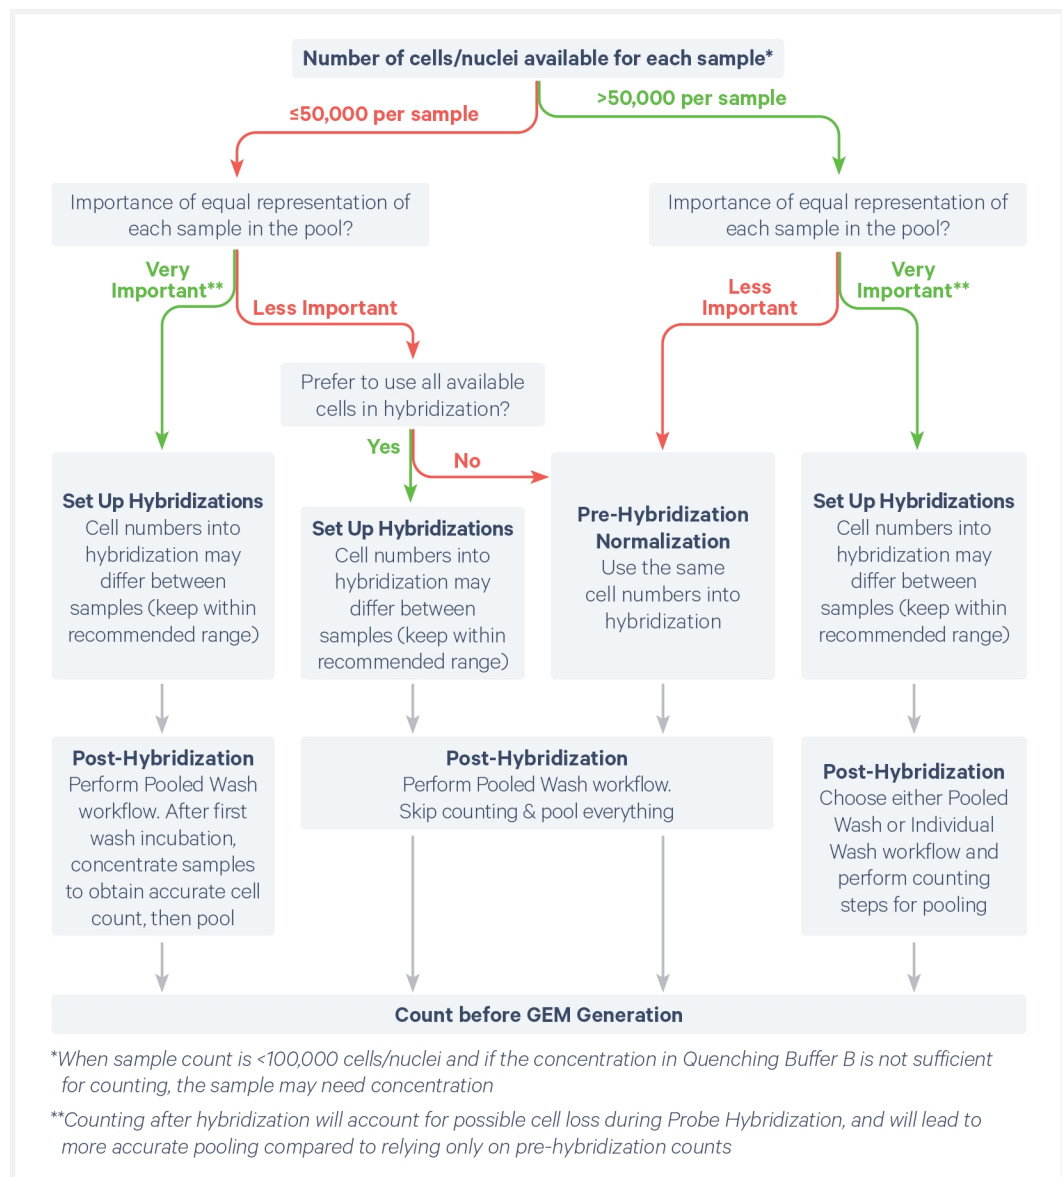 Number of cells/nuclei available for each sample*
≤50,000 per sample
>50,000 per sample
Importance of equal representation of
each sample in the pool?
Importance of equal representation of
each sample in the pool?
Very
Important**
Less Important
Less
Important
Very
Important**
Prefer to use all available
cells in hybridization?
Yes
No
Set Up Hybridizations
Cell numbers into
hybridization may
differ between
samples (keep within
recommended range)
Set Up Hybridizations
Cell numbers into
hybridization may
differ between
samples (keep within
recommended range)
Pre-Hybridization
Normalization
Use the same
cell numbers into
hybridization
Set Up Hybridizations
Cell numbers into
hybridization may
differ between
samples (keep within
recommended range)
Post-Hybridization
Perform Pooled Wash
workflow. After first
wash incubation,
concentrate samples
to obtain accurate cell
count, then pool
Post-Hybridization
Perform Pooled Wash workflow.
Skip counting & pool everything
Post-Hybridization
Choose either Pooled
Wash or Individual
Wash workflow and
perform counting
steps for pooling
Count before GEM Generation
*When sample count is <100,000 cells/nuclei and if the concentration in Quenching Buffer B is not sufficient
for counting, the sample may need concentration
**Counting after hybridization will account for possible cell loss during Probe Hybridization, and will lead to
more accurate pooling compared to relying only on pre-hybridization counts